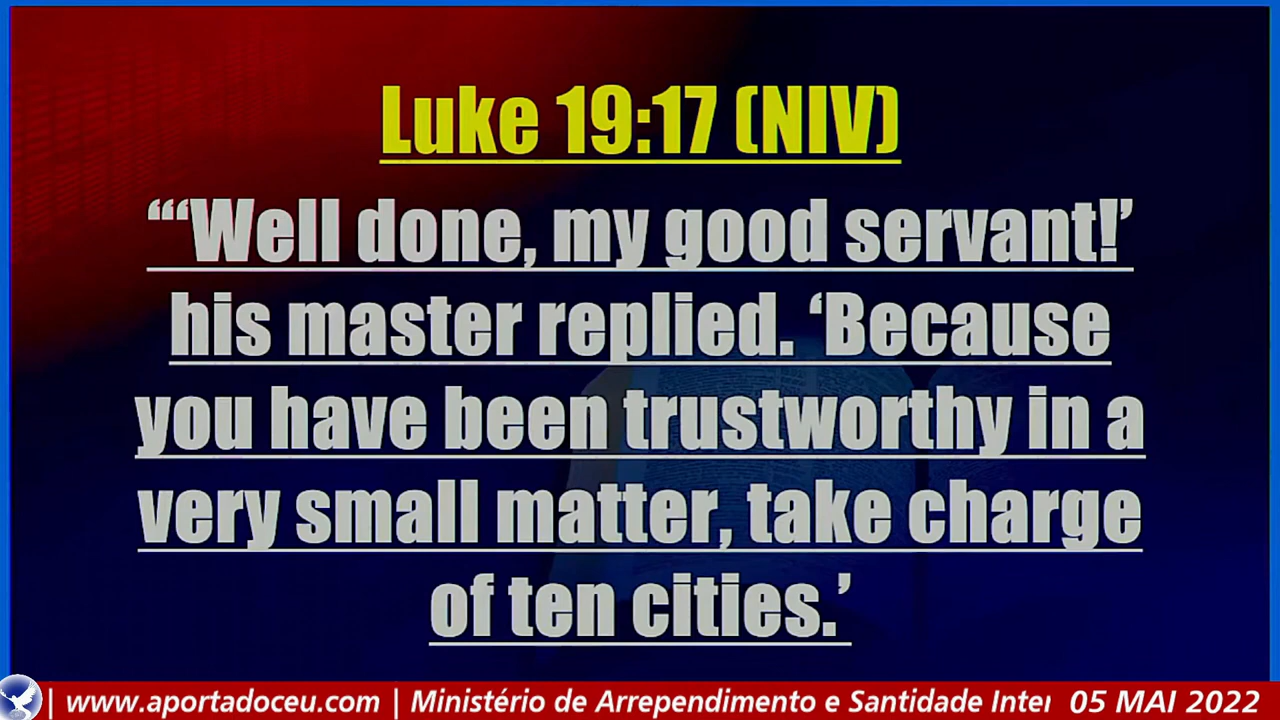 Luke 19:17 (NIV)
“‘Well done, my good servant!’
his master replied. ‘Because
you have been trustworthy in a
very small matter, take charge
of ten cities.’
| www.aportadoceu.com | Ministério de Arrependimento e Santidade 05 MAI 2022